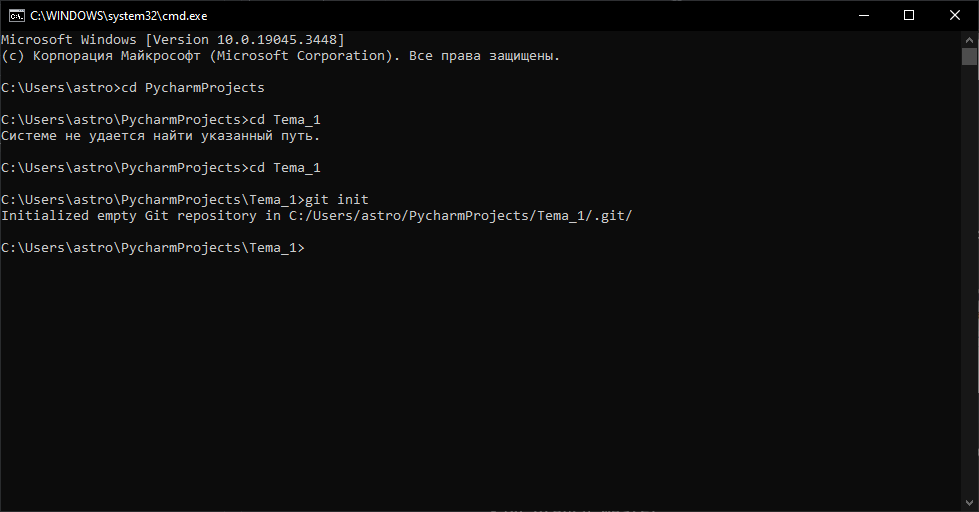 C:\WINDOWS\system32\cmd.exe
Microsoft Windows [Version 10.0.19045.3448]
(c) Корпорация Майкрософт (Microsoft Corporation). Все права защищены.
C:\Users\astro>cd PycharmProjects
C:\Users\astro\PycharmProjects>cd Tema_1
Системе не удается найти указанный путь.
C:\Users\astro\PycharmProjects>cd Tema_1
C:\Users\astro\PycharmProjects\Tema_1>git init
Initialized empty Git repository in C:/Users/astro/PycharmProjects/Tema_1/.git/
C:\Users\astro\PycharmProjects\Tema_1>